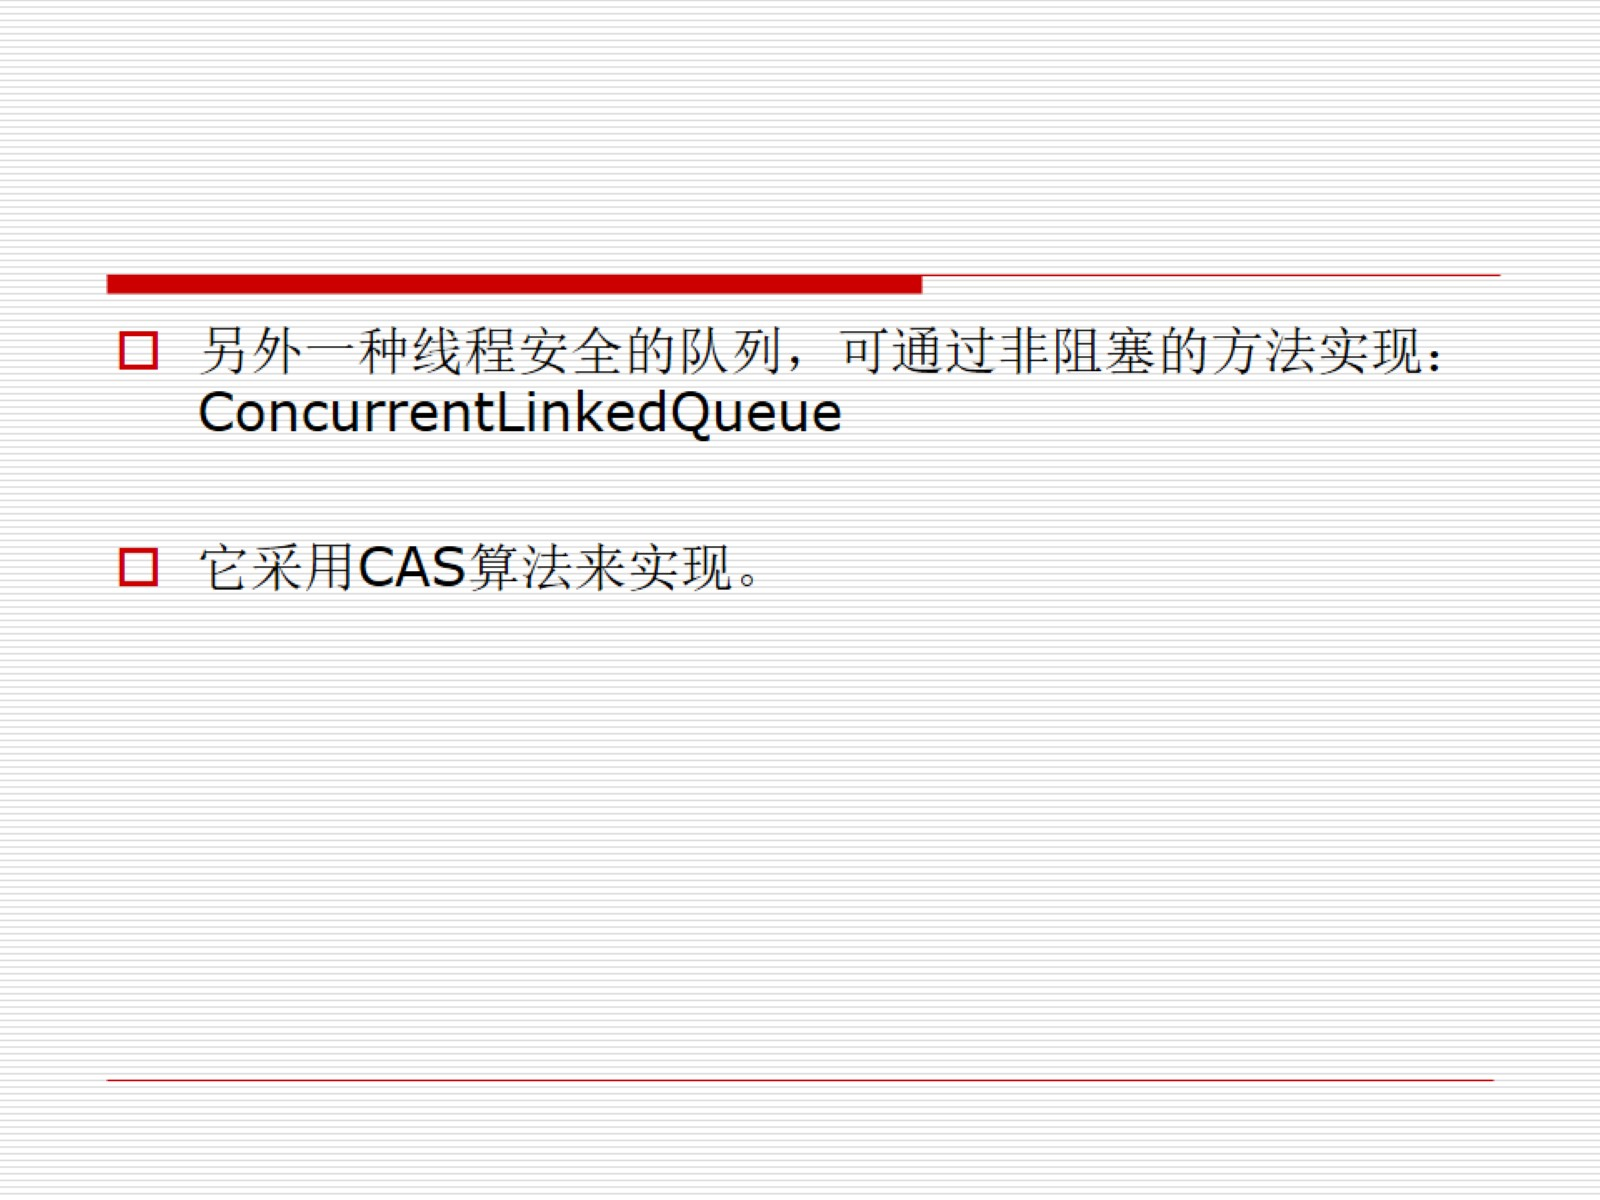 另外一种线程安全的队列，可通过非阻塞的方法实现：
ConcurrentLinkedQueue
它采用CAS算法来实现。